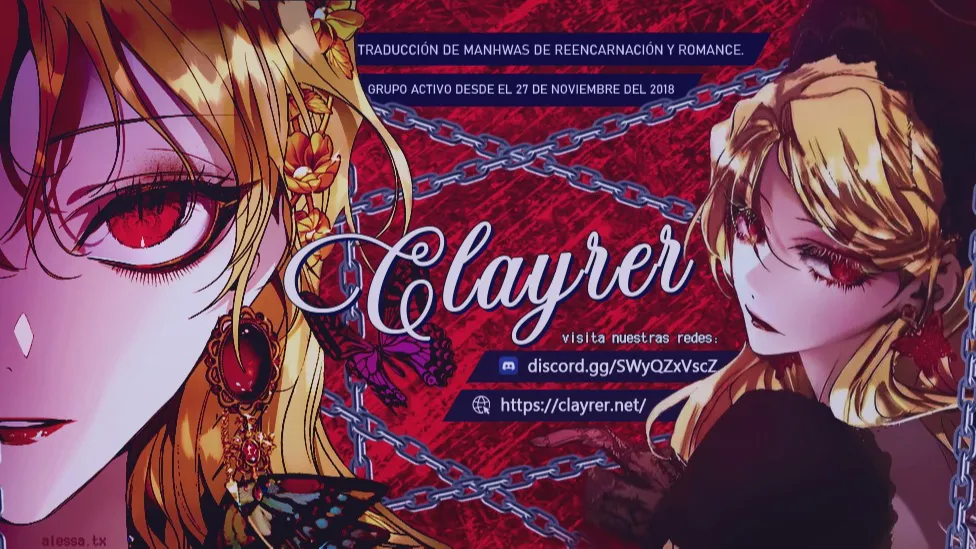 TRADUCCIÓN DE MANHWAS DE REENCARNACIÓN Y ROMANCE.
GRUPO ACTIVO DESDE EL 27 DE NOVIEMBRE DEL 2018
Clayrer
visita nuestras redes:
discord.gg/SWyQZxVscZ
https://clayrer.net/
alessa.tx